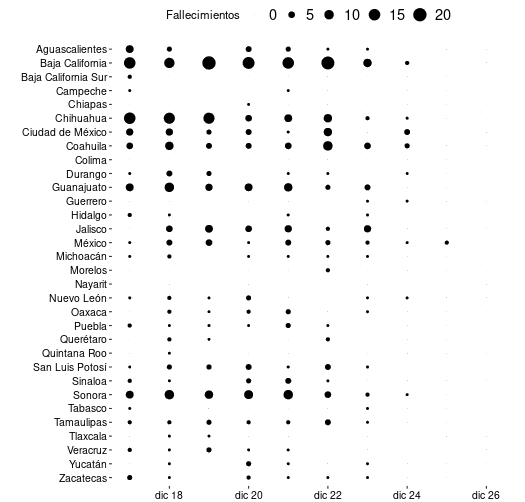 Fallecimientos 0 5 10 15 20
Aguascalientes
Baja California
Baja California Sur
Campeche
Chiapas
Chihuahua
Ciudad de México
Coahuila
Colima
Durango
Guanajuato
Guerrero
Hidalgo
Jalisco
México
Michoacán
Morelos
Nayarit
Nuevo León
Oaxaca
Puebla
Querétaro
Quintana Roo
San Luis Potosí
Sinaloa
Sonora
Tabasco
Tamaulipas
Tlaxcala
Veracruz
Yucatán
Zacatecas
dic 18 dic 20 dic 22 dic 24 dic 26